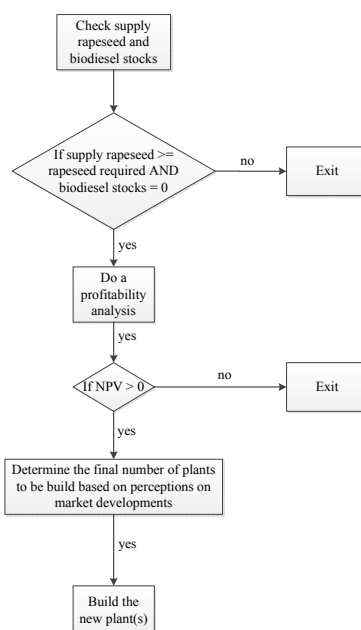 Check supply
rapeseed and
biodiesel stocks
If supply rapeseed >=
rapeseed required AND
biodiesel stocks = 0
no
Exit
yes
Do a
profitability
analysis
yes
If NPV > 0
no
Exit
yes
Determine the final number of plants
to be build based on perceptions on
market developments
yes
Build the
new plant(s)